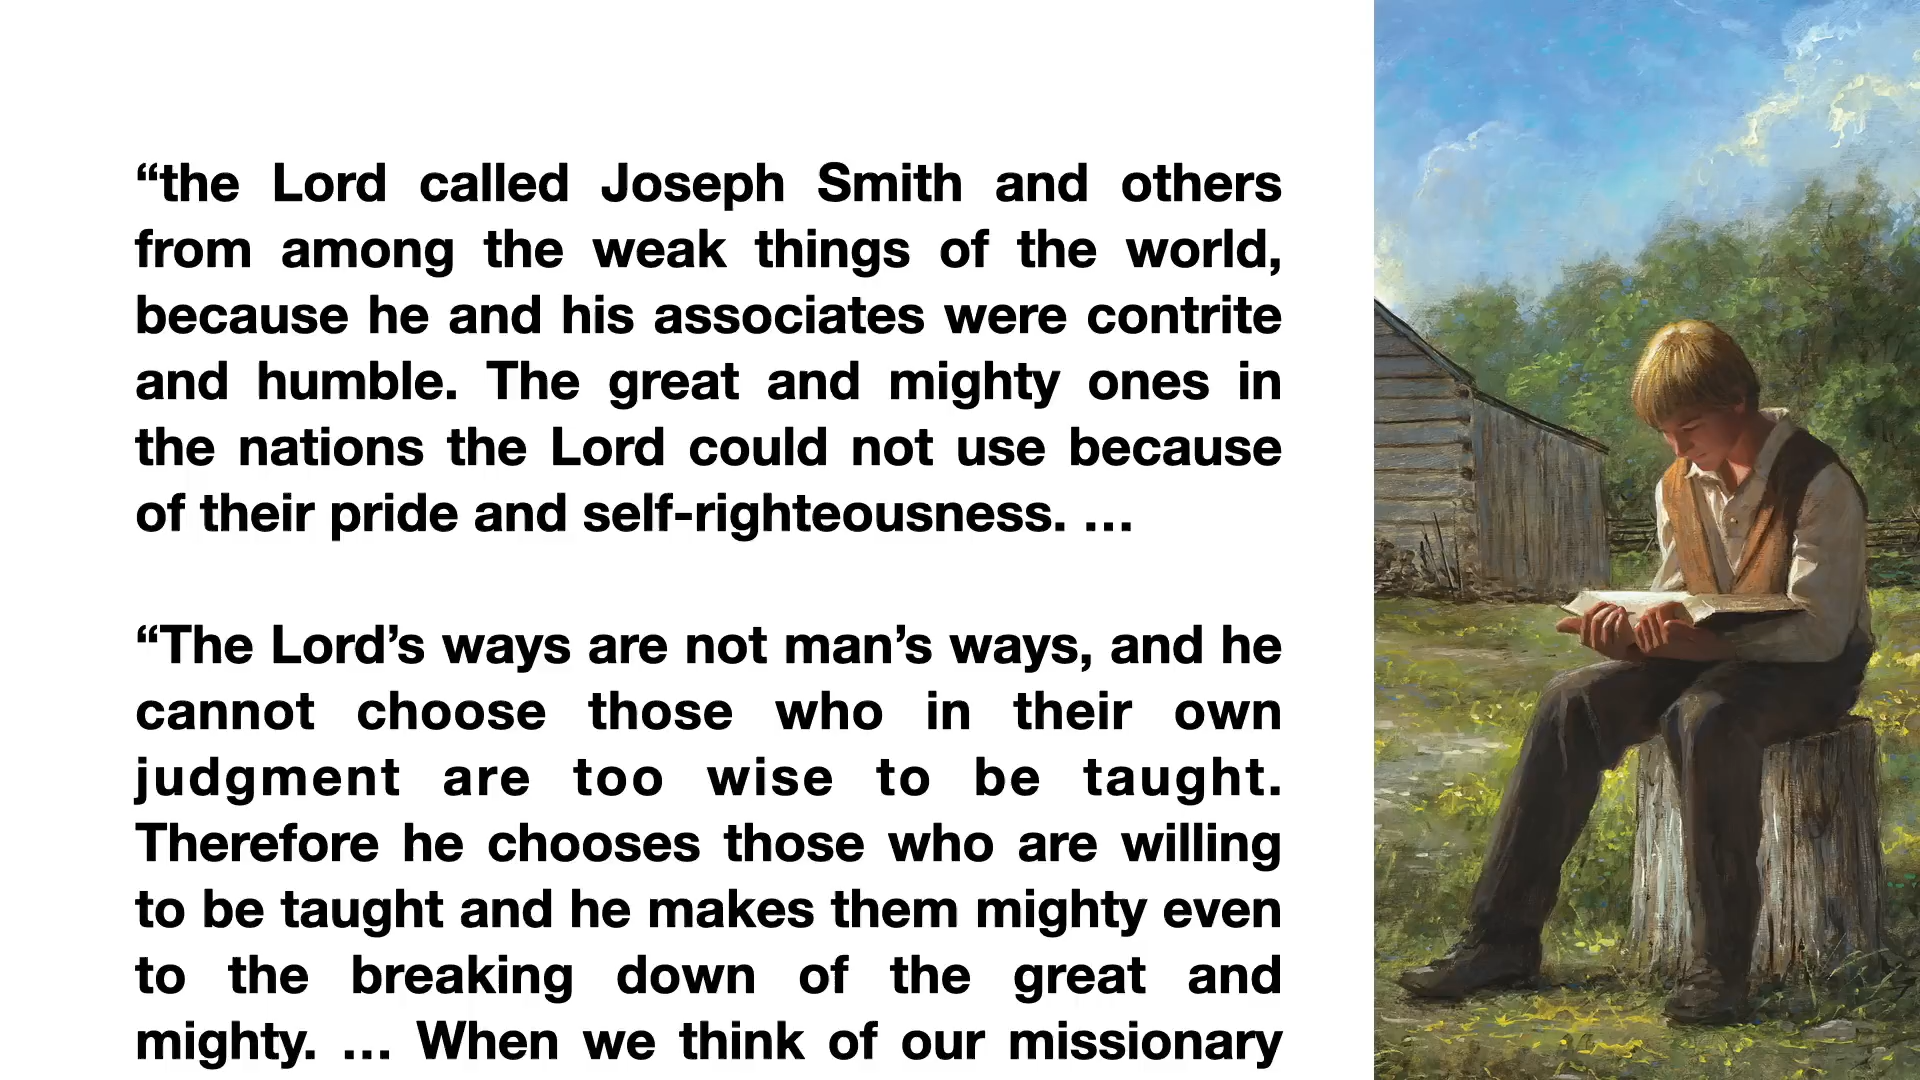 “the Lord called Joseph Smith and others
from among the weak things of the world,
because he and his associates were contrite
and humble. The great and mighty ones in
the nations the Lord could not use because
of their pride and self-righteousness. …
“The Lord’s ways are not man’s ways, and he
cannot choose those who in their own
judgment are too wise to be taught.
Therefore he chooses those who are willing
to be taught and he makes them mighty even
to the breaking down of the great and
mighty. … When we think of our missionary